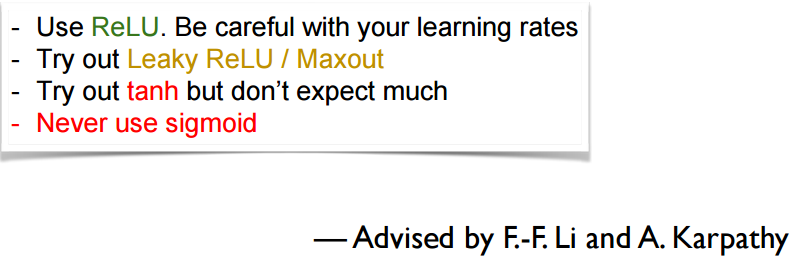 - Use ReLU. Be careful with your learning rates
- Try out Leaky ReLU / Maxout
- Try out tanh but don’t expect much
- Never use sigmoid
— Advised by F.-F. Li and A. Karpathy